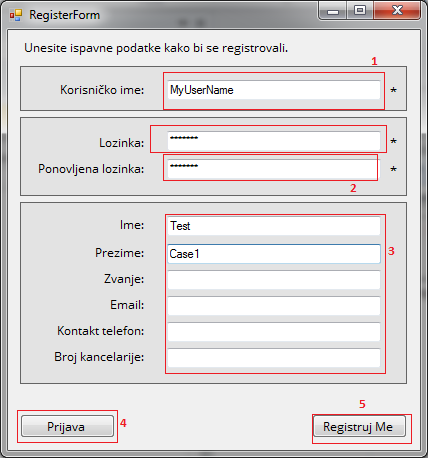 RegisterForm
Unesite ispavne podatke kako bi se registrovali.
1
Korisničko ime: MyUserName *
Lozinka: ******* *
Ponovljena lozinka: ******* *
2
Ime: Test
Prezime: Case1 3
Zvanje:
Email:
Kontakt telefon:
Broj kancelarije:
5
Prijava 4 Registruj Me